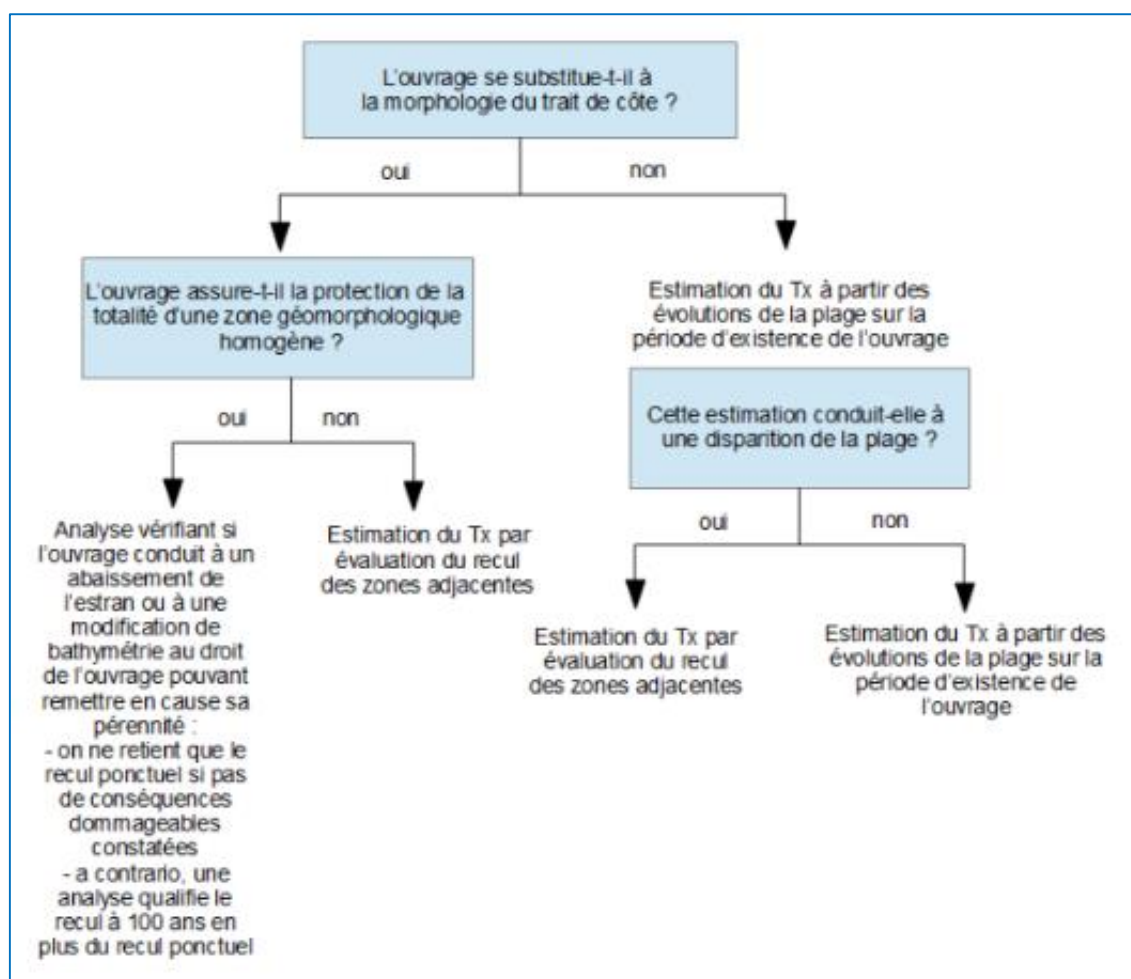 L'ouvrage se substitue-t-il à
la morphologie du trait de côte ?
oui
non
L'ouvrage assure-t-il la protection de la
totalité d'une zone géomorphologique
homogène ?
Estimation du Tx à partir des
évolutions de la plage sur la
période d'existence de l'ouvrage
oui
non
Cette estimation conduit-elle à
une disparition de la plage ?
Analyse vérifiant si
l'ouvrage conduit à un
abaissement de
l'estran ou à une
modification de
bathymétrie au droit
de l'ouvrage pouvant
remettre en cause sa
pérennité :
- on ne retient que le
recul ponctuel si pas
de conséquences
dommageables
constatées
- a contrario, une
analyse qualifie le
recul à 100 ans en
plus du recul ponctuel
Estimation du Tx par
évaluation du recul
des zones adjacentes
oui
non
Estimation du Tx par
évaluation du recul
des zones adjacentes
Estimation du Tx à partir des
évolutions de la plage sur la
période d'existence de
l'ouvrage